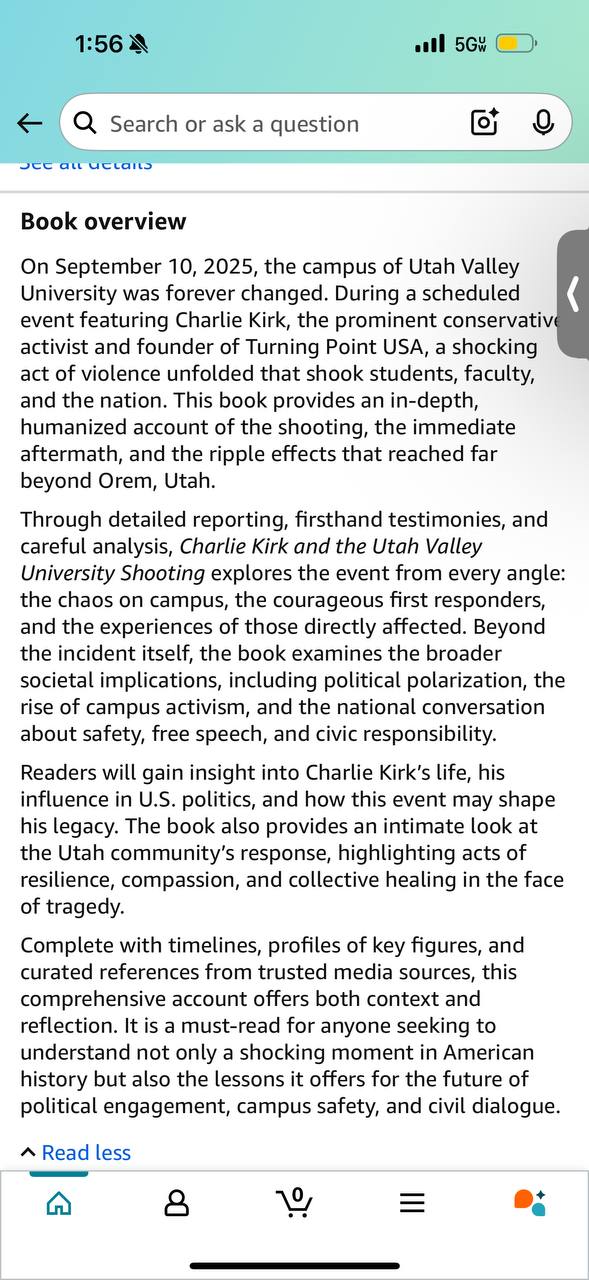 1:56
5GUW
Search or ask a question
See all details
Book overview
On September 10, 2025, the campus of Utah Valley
University was forever changed. During a scheduled
event featuring Charlie Kirk, the prominent conservative
activist and founder of Turning Point USA, a shocking
act of violence unfolded that shook students, faculty,
and the nation. This book provides an in-depth,
humanized account of the shooting, the immediate
aftermath, and the ripple effects that reached far
beyond Orem, Utah.
Through detailed reporting, firsthand testimonies, and
careful analysis, Charlie Kirk and the Utah Valley
University Shooting explores the event from every angle:
the chaos on campus, the courageous first responders,
and the experiences of those directly affected. Beyond
the incident itself, the book examines the broader
societal implications, including political polarization, the
rise of campus activism, and the national conversation
about safety, free speech, and civic responsibility.
Readers will gain insight into Charlie Kirk’s life, his
influence in U.S. politics, and how this event may shape
his legacy. The book also provides an intimate look at
the Utah community’s response, highlighting acts of
resilience, compassion, and collective healing in the face
of tragedy.
Complete with timelines, profiles of key figures, and
curated references from trusted media sources, this
comprehensive account offers both context and
reflection. It is a must-read for anyone seeking to
understand not only a shocking moment in American
history but also the lessons it offers for the future of
political engagement, campus safety, and civil dialogue.
Read less
0